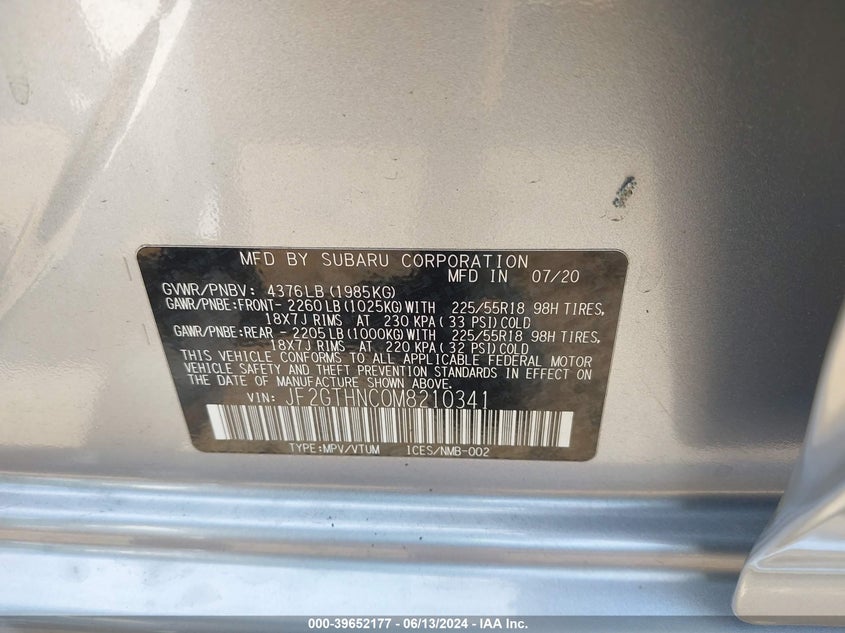 MFD BY SUBARU CORPORATION
MFD IN 07/20
GVWR/PNBV: 4376LB(1985KG)
GAWR/PNBE:FRONT- 2260LB(1025KG)WITH 225/55R18 98H TIRES,
18X7J RIMS AT 230 KPA(33 PSI)COLD
GAWR/PNBE:REAR -2205LB(1000KG)WITH 225/55R18 98H TIRES,
18X7J RIMS AT 220 KPA(32 PSI)COLD
THIS VEHICLE CONFORMS TO ALL APPLICABLE FEDERAL MOTOR
VEHICLE SAFETY AND THEFT PREVENTION STANDARDS IN EFFECT ON
THE DATE OF MANUFACTURE SHOWN ABOVE.
VIN: JF2GTHNC0M8210341
TYPE:MPV/VTUM ICES/NMB-002
000-39652177 - 06/13/2024 - IAA Inc.